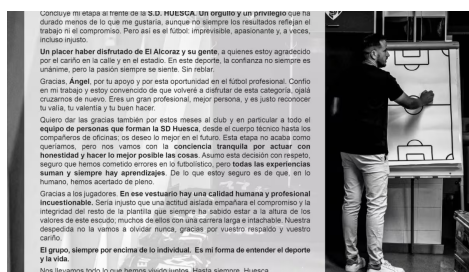 Concluye mi etapa al frente de la S.D. HUESCA. Un orgullo y un privilegio que ha
durado menos de lo que me gustaría, aunque no siempre los resultados reflejan el
trabajo ni el compromiso. Pero así es el fútbol: imprevisible, apasionante y, a veces,
incluso injusto.
Un placer haber disfrutado de El Alcoraz y su gente, a quienes estoy agradecido
por el cariño en la calle y en el estadio. En este deporte, la confianza no siempre es
unánime, pero la pasión siempre se siente. Sin reblar.
Gracias, Ángel, por tu apoyo y por esta oportunidad en el fútbol profesional. Confío
en mi trabajo y estoy convencido de que volveré a disfrutar de esta categoría, ojalá
cruzarnos de nuevo. Eres un gran profesional, mejor persona, y es justo reconocer
tu valía, tu valentía y tu buen hacer.
Quiero dar las gracias también por estos meses al club y en particular a todo el
equipo de personas que forman la SD Huesca, desde el cuerpo técnico hasta los
compañeros de oficinas; os deseo lo mejor en el futuro. Esta etapa no acaba como
queríamos, pero nos vamos con la conciencia tranquila por actuar con
honestidad y hacer lo mejor posible las cosas. Asumo esta decisión con respeto,
seguro que hemos cometido errores en lo futbolístico, pero todas las experiencias
suman y siempre hay aprendizajes. De lo que estoy seguro es de que, en lo
humano, hemos acertado de pleno.
Gracias a los jugadores. En ese vestuario hay una calidad humana y profesional
incuestionable. Sería injusto que una actitud aislada empañara el compromiso y la
integridad del resto de la plantilla que siempre ha sabido estar a la altura de los
valores de este escudo, muchos de ellos con una carrera larga e intachable. Nuestra
despedida no la vamos a olvidar nunca, gracias por vuestro respaldo y vuestro
cariño.
El grupo, siempre por encima de lo individual. Es mi forma de entender el deporte
y la vida.
Nos llevamos todo lo que hemos vivido juntos. Hasta siempre, Huesca.